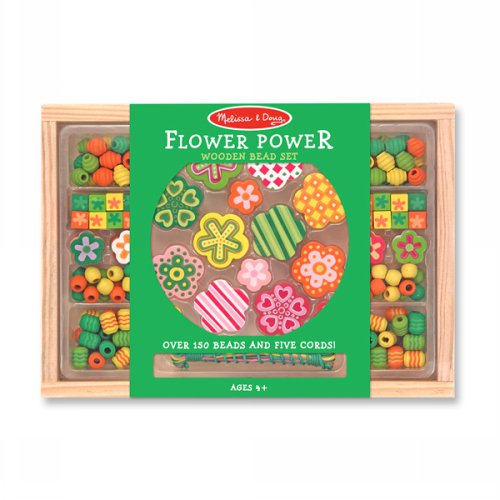 Melissa & Doug
FLOWER POWER
WOODEN BEAD SET
OVER 150 BEADS AND FIVE CORDS!
AGES 4+